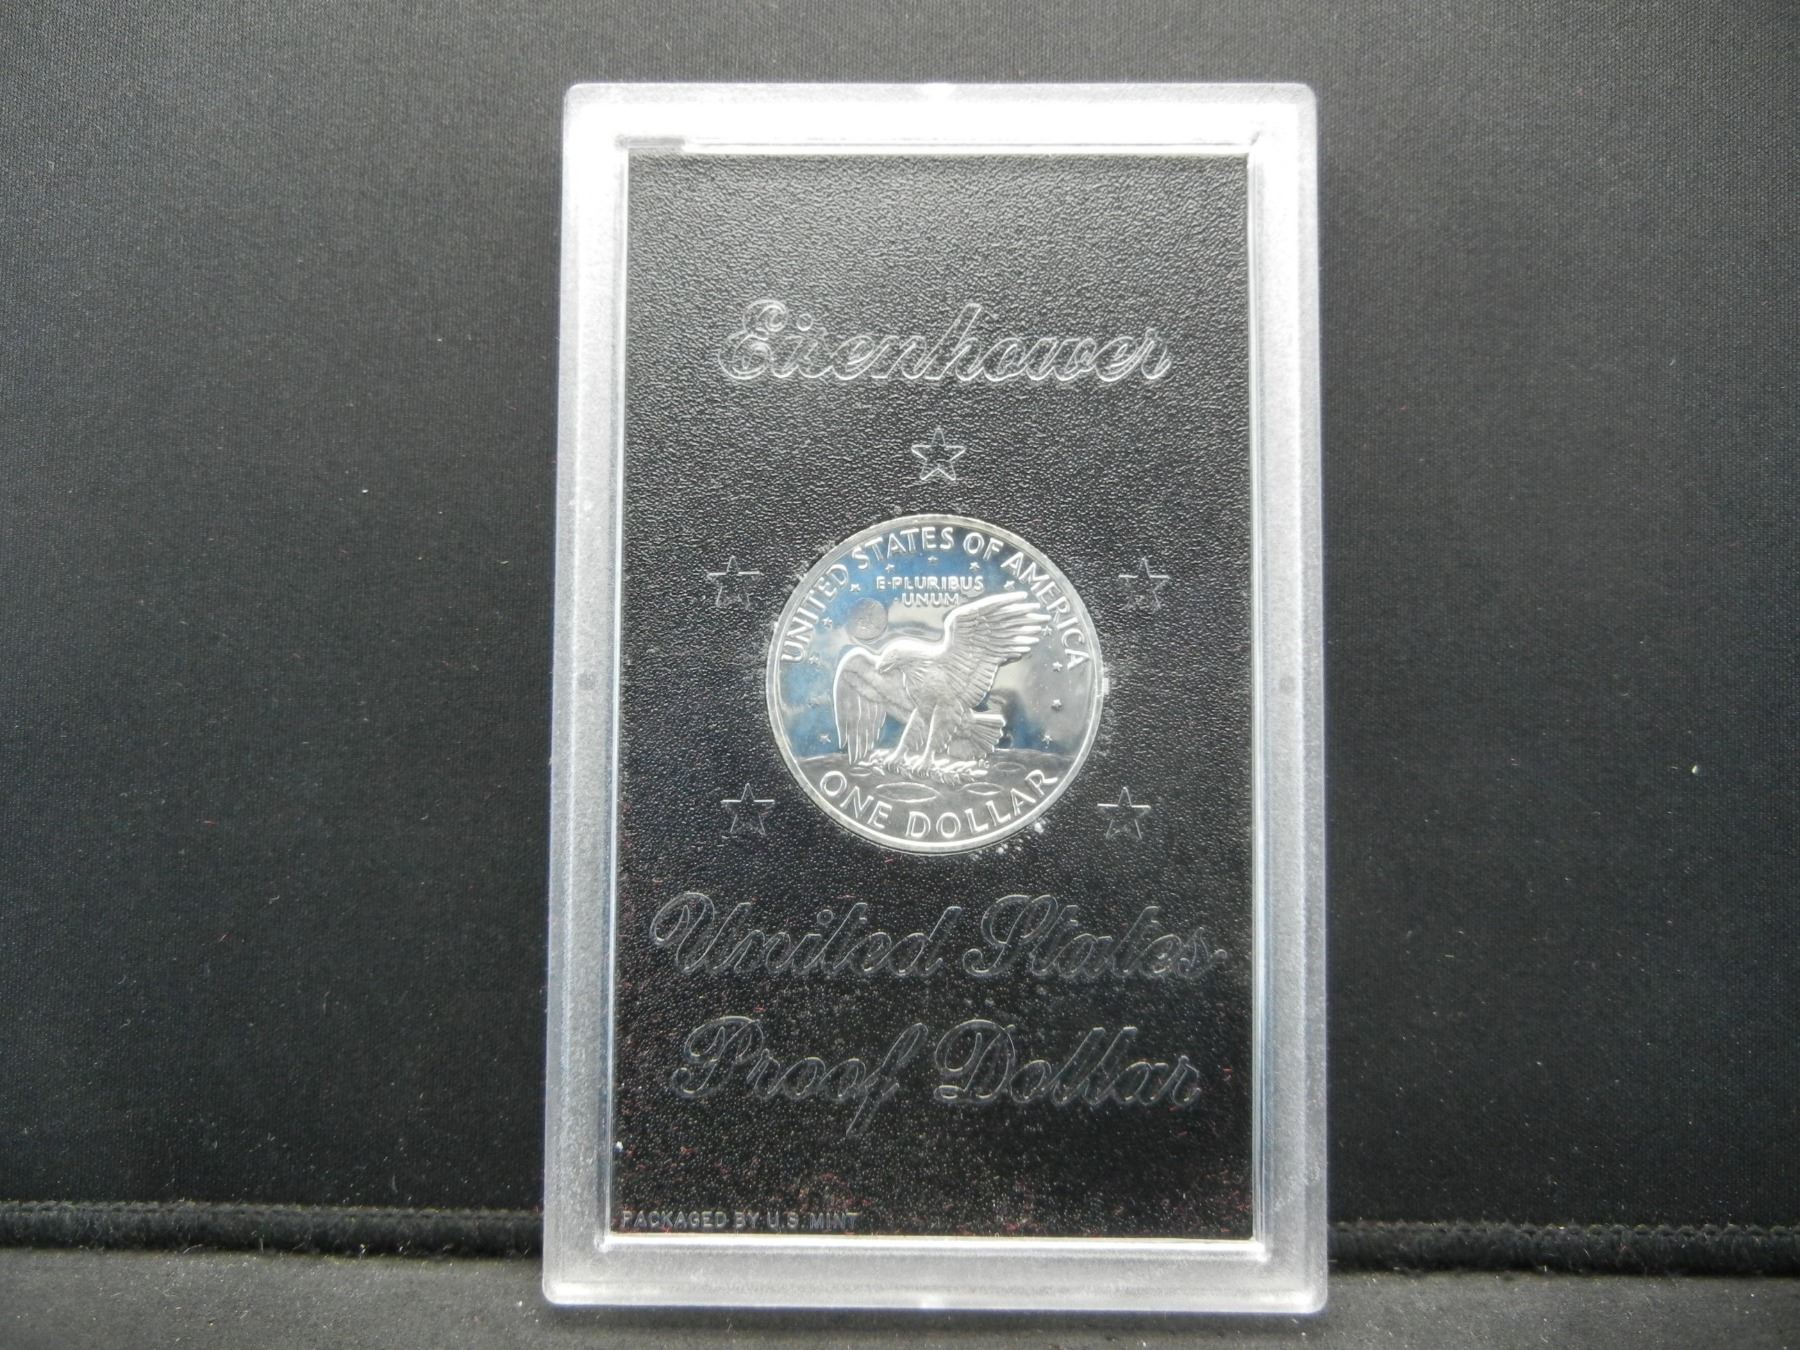 Eisenhower
UNITED STATES OF AMERICA
E·PLURIBUS
UNUM
ONE DOLLAR
United States
Proof Dollar
PACKAGED BY U.S. MINT